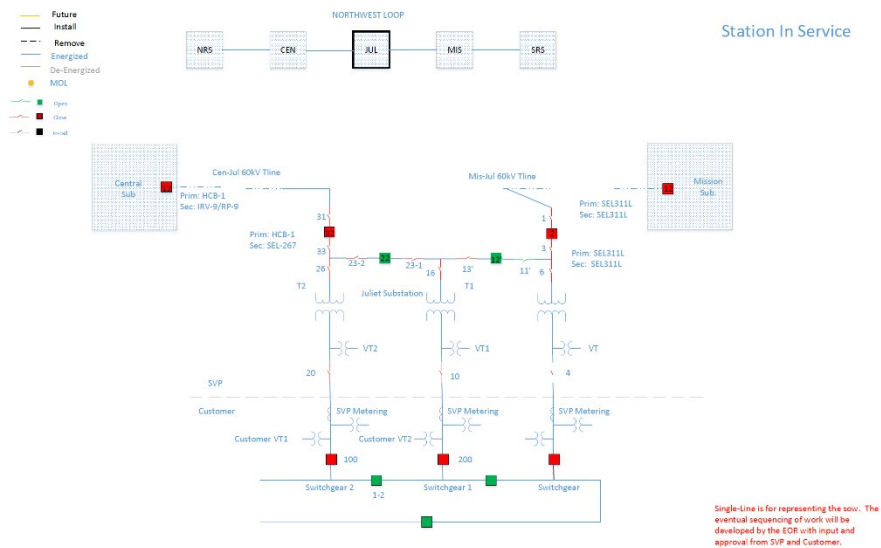 Future
Install
Remove
Energized
De-Energized
MOL
Open
Close
Install
NORTHWEST LOOP
NRS
CEN
JUL
MIS
SRS
Station In Service
Central
Sub
Cen-Jul 60kV Tline
Prim: HCB-1
Sec: IRV-9/RP-9
Mis-Jul 60kV Tline
Prim: SEL311L
Sec: SEL311L
Mission
Sub.
31
Prim: HCB-1
Sec: SEL-267
33
26
23-2
22
23-1
16
13'
12
11'
1
3
6
Prim: SEL311L
Sec: SEL311L
T2
Juliet Substation
T1
VT2
VT1
VT
20
10
4
SVP
Customer
SVP Metering
SVP Metering
SVP Metering
Customer VT1
Customer VT2
100
200
Switchgear 2
1-2
Switchgear 1
Switchgear
Single-Line is for representing the sow. The
eventual sequencing of work will be
developed by the EOR with input and
approval from SVP and Customer.